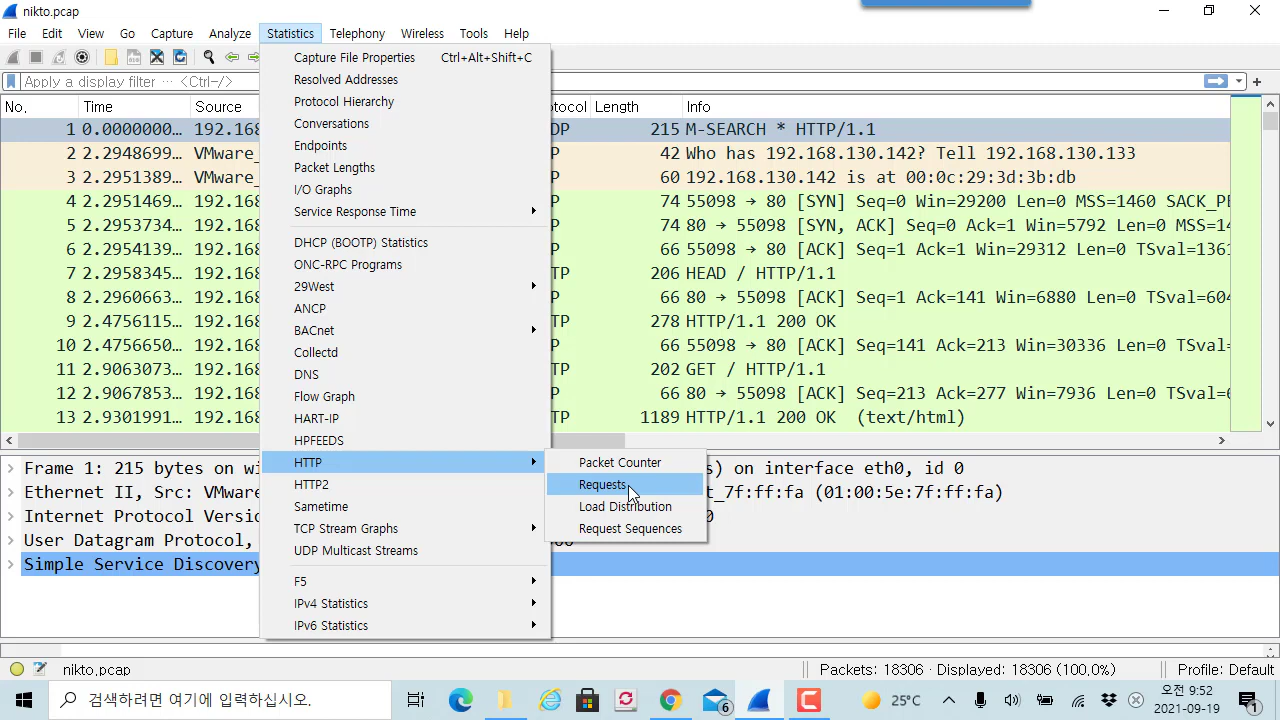 nikto.pcap
File Edit View Go Capture Analyze Statistics Telephony Wireless Tools Help
Apply a display filter ··· <Ctrl-/>
Capture File Properties Ctrl+Alt+Shift+C
Resolved Addresses
Protocol Hierarchy
Conversations
Endpoints
Packet Lengths
I/O Graphs
Service Response Time
DHCP (BOOTP) Statistics
ONC-RPC Programs
29West
ANCP
BACnet
Collectd
DNS
Flow Graph
HART-IP
HPFEEDS
HTTP
HTTP2
Sametime
TCP Stream Graphs
UDP Multicast Streams
F5
IPv4 Statistics
IPv6 Statistics
Packet Counter
Requests
Load Distribution
Request Sequences
No. Time Source otocol Length Info
1 0.0000000… 192.168 DP 215 M-SEARCH * HTTP/1.1
2 2.2948699… VMware_ P 42 Who has 192.168.130.142? Tell 192.168.130.133
3 2.2951389… VMware_ P 60 192.168.130.142 is at 00:0c:29:3d:3b:db
4 2.2951469… 192.168 P 74 55098 → 80 [SYN] Seq=0 Win=29200 Len=0 MSS=1460 SACK_PE
5 2.2953734… 192.168 P 74 80 → 55098 [SYN, ACK] Seq=0 Ack=1 Win=5792 Len=0 MSS=14
6 2.2954139… 192.168 P 66 55098 → 80 [ACK] Seq=1 Ack=1 Win=29312 Len=0 TSval=1361
7 2.2958345… 192.168 TP 206 HEAD / HTTP/1.1
8 2.2960663… 192.168 P 66 80 → 55098 [ACK] Seq=1 Ack=141 Win=6880 Len=0 TSval=604
9 2.4756115… 192.168 TP 278 HTTP/1.1 200 OK
10 2.4756650… 192.168 P 66 55098 → 80 [ACK] Seq=141 Ack=213 Win=30336 Len=0 TSval=
11 2.9063073… 192.168 TP 202 GET / HTTP/1.1
12 2.9067853… 192.168 P 66 80 → 55098 [ACK] Seq=213 Ack=277 Win=7936 Len=0 TSval=6
13 2.9301991… 192.168 TP 1189 HTTP/1.1 200 OK (text/html)
Frame 1: 215 bytes on wi s) on interface eth0, id 0
Ethernet II, Src: VMware t_7f:ff:fa (01:00:5e:7f:ff:fa)
Internet Protocol Versio 0
User Datagram Protocol,
Simple Service Discovery
nikto.pcap Packets: 18306 · Displayed: 18306 (100.0%) Profile: Default
검색하려면 여기에 입력하십시오. 6 25°C 오전 9:52 1
2021-09-19